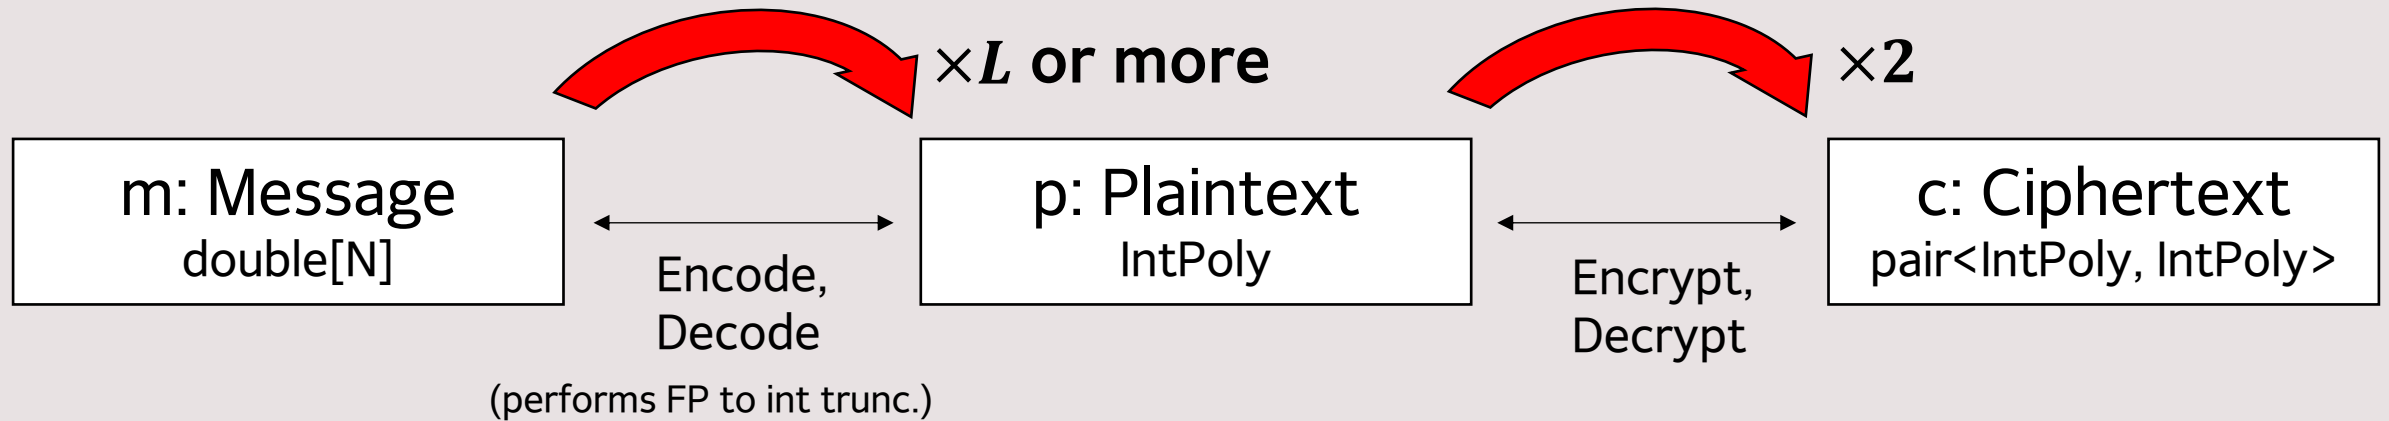 ×L or more
×2
m: Message
double[N]
p: Plaintext
IntPoly
c: Ciphertext
pair<IntPoly, IntPoly>
Encode,
Decode
(performs FP to int trunc.)
Encrypt,
Decrypt